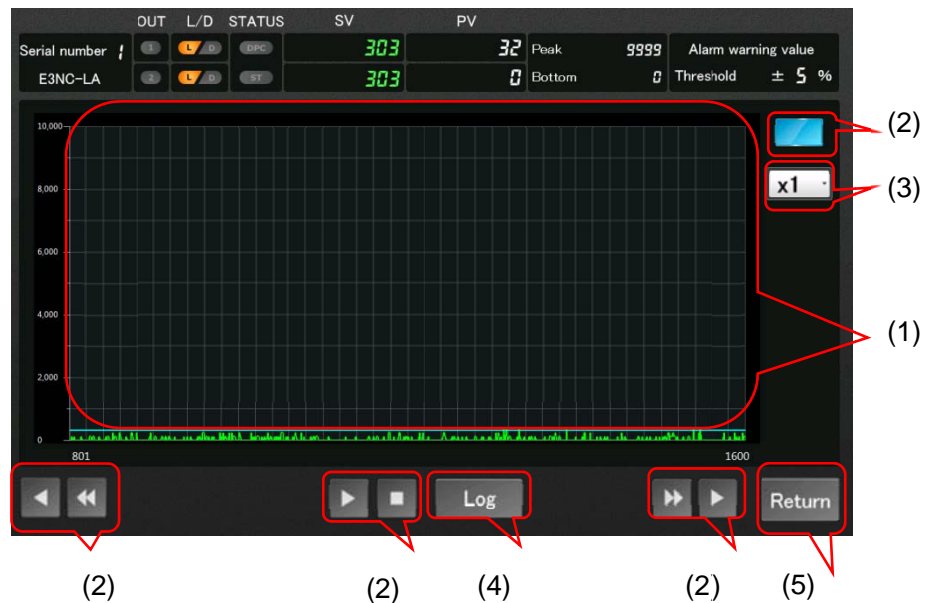 OUT L/D STATUS SV PV
Serial number 1 1 L/D DPC 303 32 Peak 9999 Alarm warning value
E3NC-LA 2 L/D ST 303 0 Bottom 0 Threshold ± 5 %
10,000
(2)
x1
(3)
8,000
6,000
4,000
(1)
2,000
0
801 1600
Log Return
(2) (2) (4) (2) (5)